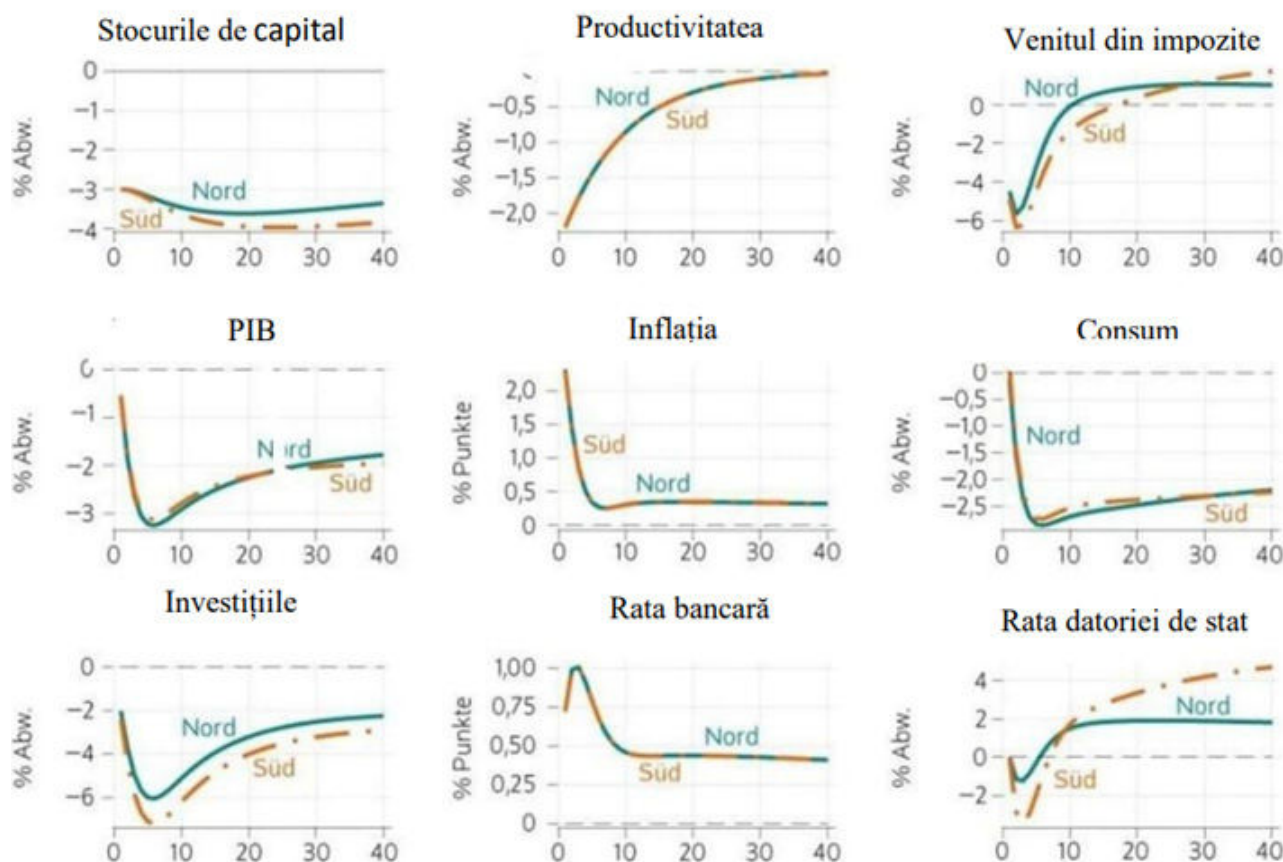 Stocurile de capital
0
−1
−2
−3
−4
% Abw.
Nord
Süd
0 10 20 30 40
Productivitatea
−0,5
−1,0
−1,5
−2,0
Nord
Süd
0 10 20 30 40
Venitul din impozite
0
−2
−4
−6
% Abw.
Nord
Süd
0 10 20 30 40
PIB
0
−1
−2
−3
% Abw.
Süd
0 10 20 30 40
Inflația
2,0
1,5
1,0
0,5
0
% Punkte
Süd
Nord
0 10 20 30 40
Consum
0
−0,5
−1,0
−1,5
−2,0
−2,5
% Abw.
Nord
Süd
0 10 20 30 40
Investițiile
0
−2
−4
−6
% Abw.
Nord
Süd
0 10 20 30 40
Rata bancară
1,00
0,75
0,50
0,25
0
% Punkte
Nord
Süd
0 10 20 30 40
Rata datoriei de stat
4
2
0
−2
% Abw.
Nord
Süd
0 10 20 30 40